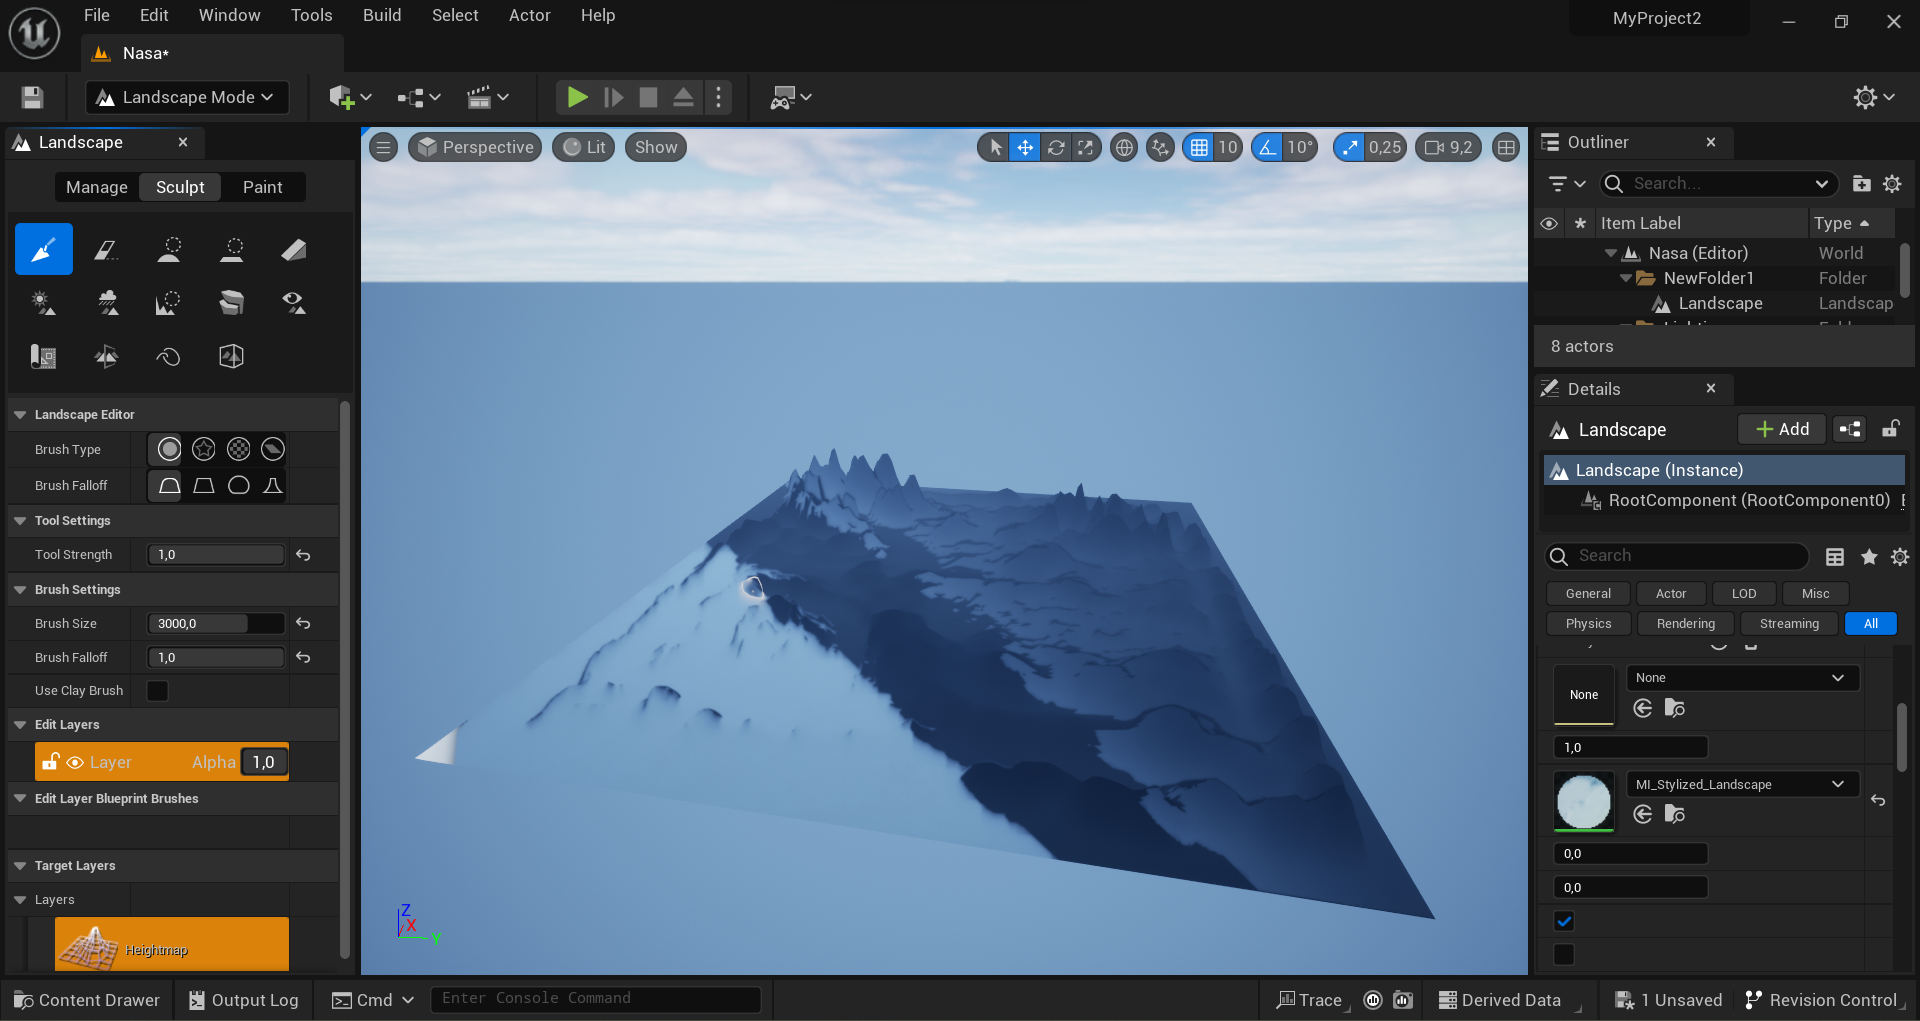 File Edit Window Tools Build Select Actor Help
MyProject2
Nasa*
Landscape Mode
Landscape
Manage Sculpt Paint
Landscape Editor
Brush Type
Brush Falloff
Tool Settings
Tool Strength 1,0
Brush Settings
Brush Size 3000,0
Brush Falloff 1,0
Use Clay Brush
Edit Layers
Layer Alpha 1,0
Edit Layer Blueprint Brushes
Target Layers
Layers
Heightmap
Perspective Lit Show
10 10° 0,25 9,2
Z
X
Y
Outliner
Search...
Item Label Type
Nasa (Editor) World
NewFolder1 Folder
Landscape Landscap
8 actors
Details
Landscape Add
Landscape (Instance)
RootComponent (RootComponent0)
Search
General Actor LOD Misc
Physics Rendering Streaming All
None None
1,0
MI_Stylized_Landscape
0,0
0,0
Content Drawer Output Log Cmd Enter Console Command Trace Derived Data 1 Unsaved Revision Control